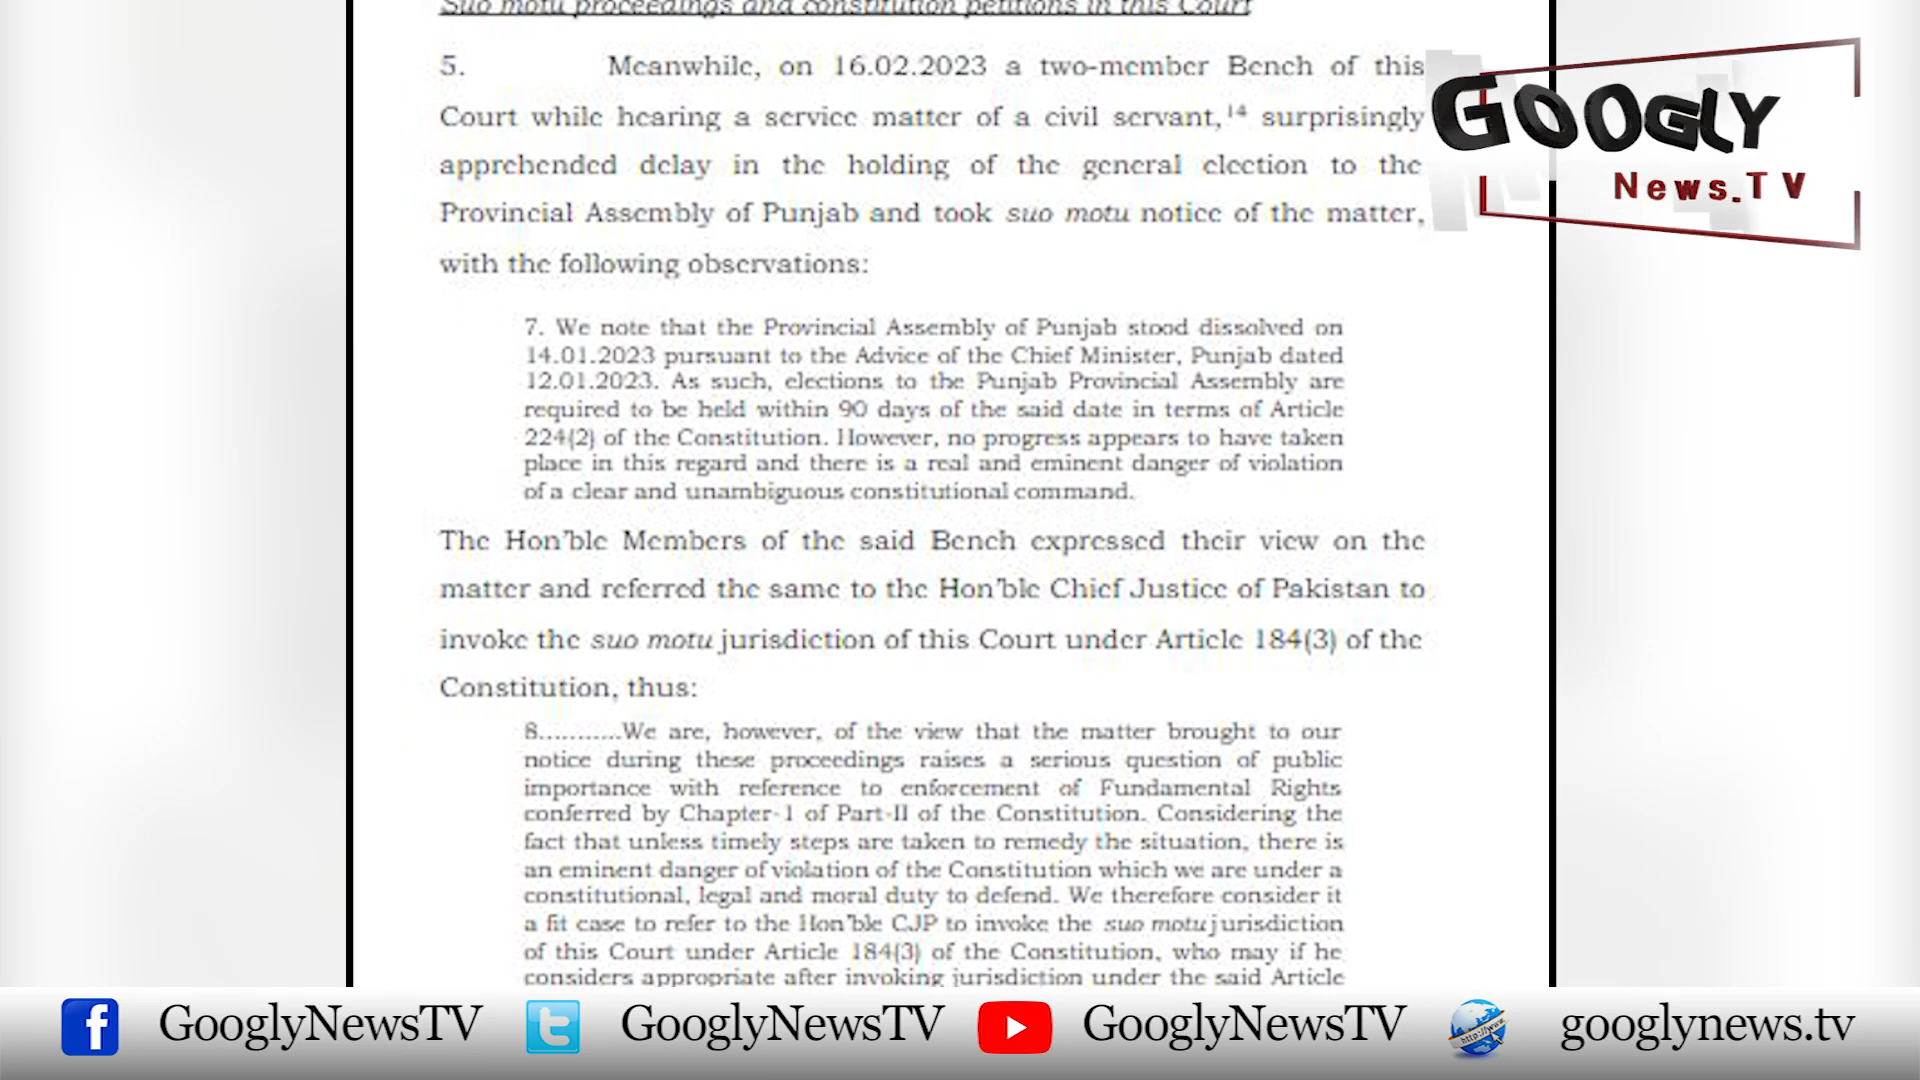 Suo motu proceedings and constitution petitions in this Court
5. Meanwhile, on 16.02.2023 a two-member Bench of this
Court while hearing a service matter of a civil servant,14 surprisingly
apprehended delay in the holding of the general election to the
Provincial Assembly of Punjab and took suo motu notice of the matter,
with the following observations:
7. We note that the Provincial Assembly of Punjab stood dissolved on
14.01.2023 pursuant to the Advice of the Chief Minister, Punjab dated
12.01.2023. As such, elections to the Punjab Provincial Assembly are
required to be held within 90 days of the said date in terms of Article
224(2) of the Constitution. However, no progress appears to have taken
place in this regard and there is a real and eminent danger of violation
of a clear and unambiguous constitutional command.
The Hon'ble Members of the said Bench expressed their view on the
matter and referred the same to the Hon'ble Chief Justice of Pakistan to
invoke the suo motu jurisdiction of this Court under Article 184(3) of the
Constitution, thus:
8...........We are, however, of the view that the matter brought to our
notice during these proceedings raises a serious question of public
importance with reference to enforcement of Fundamental Rights
conferred by Chapter-1 of Part-II of the Constitution. Considering the
fact that unless timely steps are taken to remedy the situation, there is
an eminent danger of violation of the Constitution which we are under a
constitutional, legal and moral duty to defend. We therefore consider it
a fit case to refer to the Hon'ble CJP to invoke the suo motu jurisdiction
of this Court under Article 184(3) of the Constitution, who may if he
considers appropriate after invoking jurisdiction under the said Article
GOOGLY
News.TV
GooglyNewsTV
GooglyNewsTV
GooglyNewsTV
http://www.
googlynews.tv